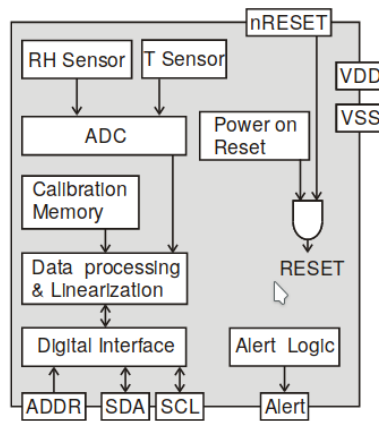 nRESET
RH Sensor
T Sensor
VDD
VSS
ADC
Power on
Reset
Calibration
Memory
Data processing
& Linearization
RESET
Digital Interface
Alert Logic
ADDR
SDA
SCL
Alert